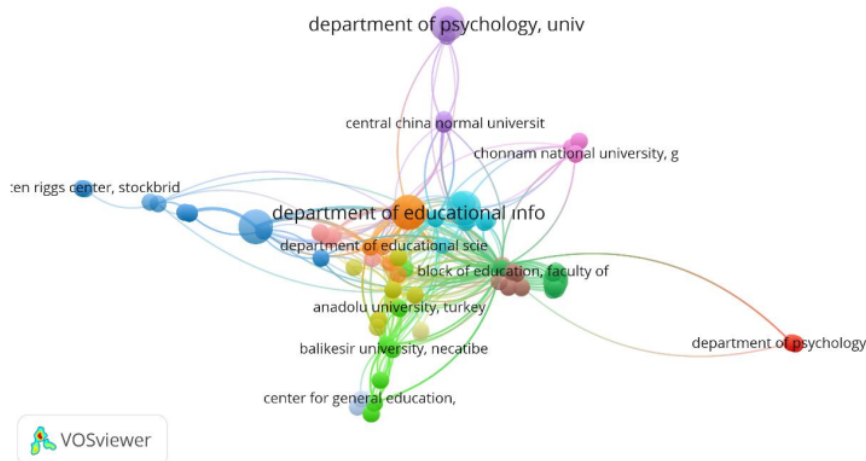 department of psychology, univ
central china normal universit
chonnam national university, g
ten riggs center, stockbrid
department of educational info
department of educational scie
block of education, faculty of
anadolu university, turkey
balikesir university, necatibe
department of psychology
center for general education,
VOSviewer